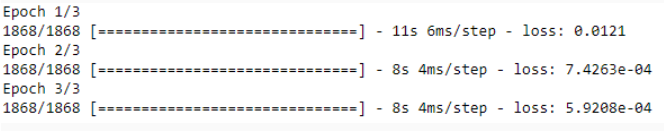 Epoch 1/3
1868/1868 [==============================] - 11s 6ms/step - loss: 0.0121
Epoch 2/3
1868/1868 [==============================] - 8s 4ms/step - loss: 7.4263e-04
Epoch 3/3
1868/1868 [==============================] - 8s 4ms/step - loss: 5.9208e-04